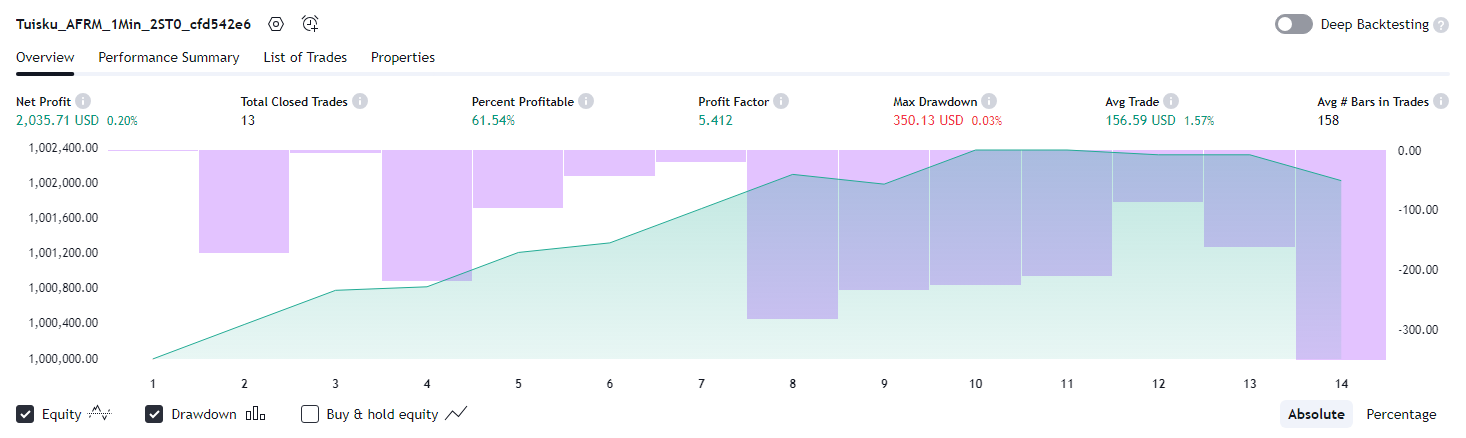 Tuisku_AFRM_1Min_2ST0_cfd542e6 Deep Backtesting ?
Overview Performance Summary List of Trades Properties
Net Profit i Total Closed Trades i Percent Profitable i Profit Factor i Max Drawdown i Avg Trade i Avg # Bars in Trades i
2,035.71 USD 0.20% 13 61.54% 5.412 350.13 USD 0.03% 156.59 USD 1.57% 158
1,002,400.00 0.00
1,002,000.00
1,001,600.00 -100.00
1,001,200.00
1,000,800.00 -200.00
1,000,400.00 -300.00
1,000,000.00
1 2 3 4 5 6 7 8 9 10 11 12 13 14
Equity Drawdown Buy & hold equity Absolute Percentage